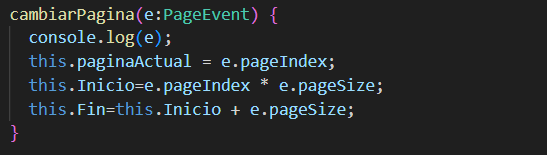 cambiarPagina(e:PageEvent) {
  console.log(e);
  this.paginaActual = e.pageIndex;
  this.Inicio=e.pageIndex * e.pageSize;
  this.Fin=this.Inicio + e.pageSize;
}